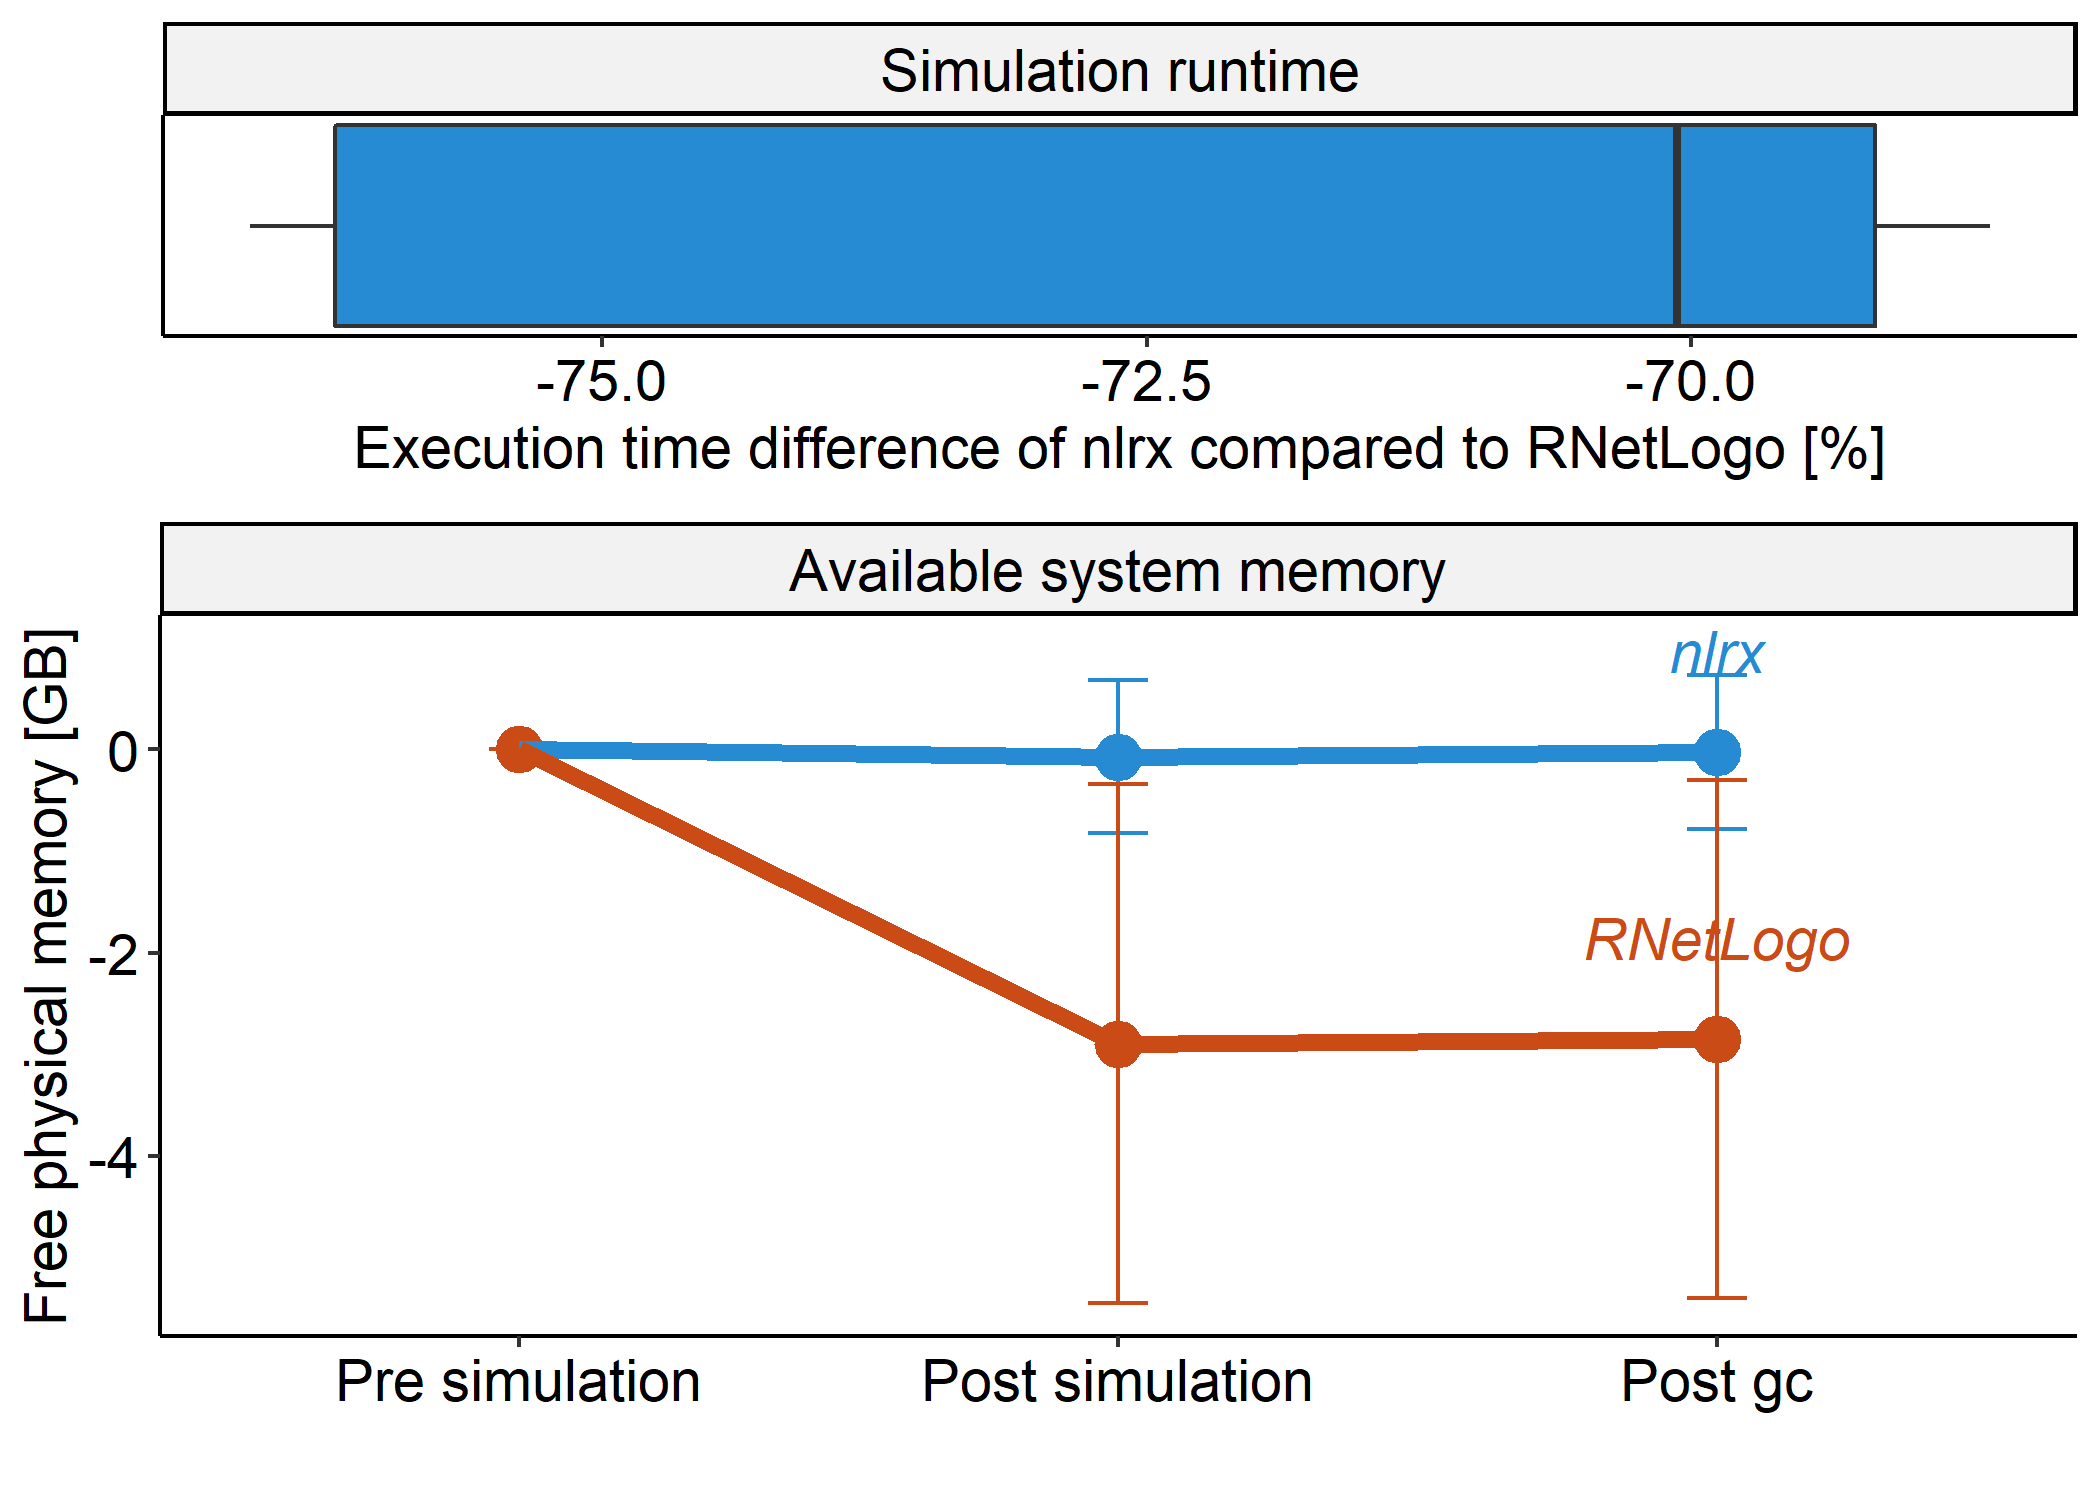 Simulation runtime
-75.0
-72.5
-70.0
Execution time difference of nlrx compared to RNetLogo [%]
Available system memory
Free physical memory [GB]
0
-2
-4
nlrx
RNetLogo
Pre simulation
Post simulation
Post gc